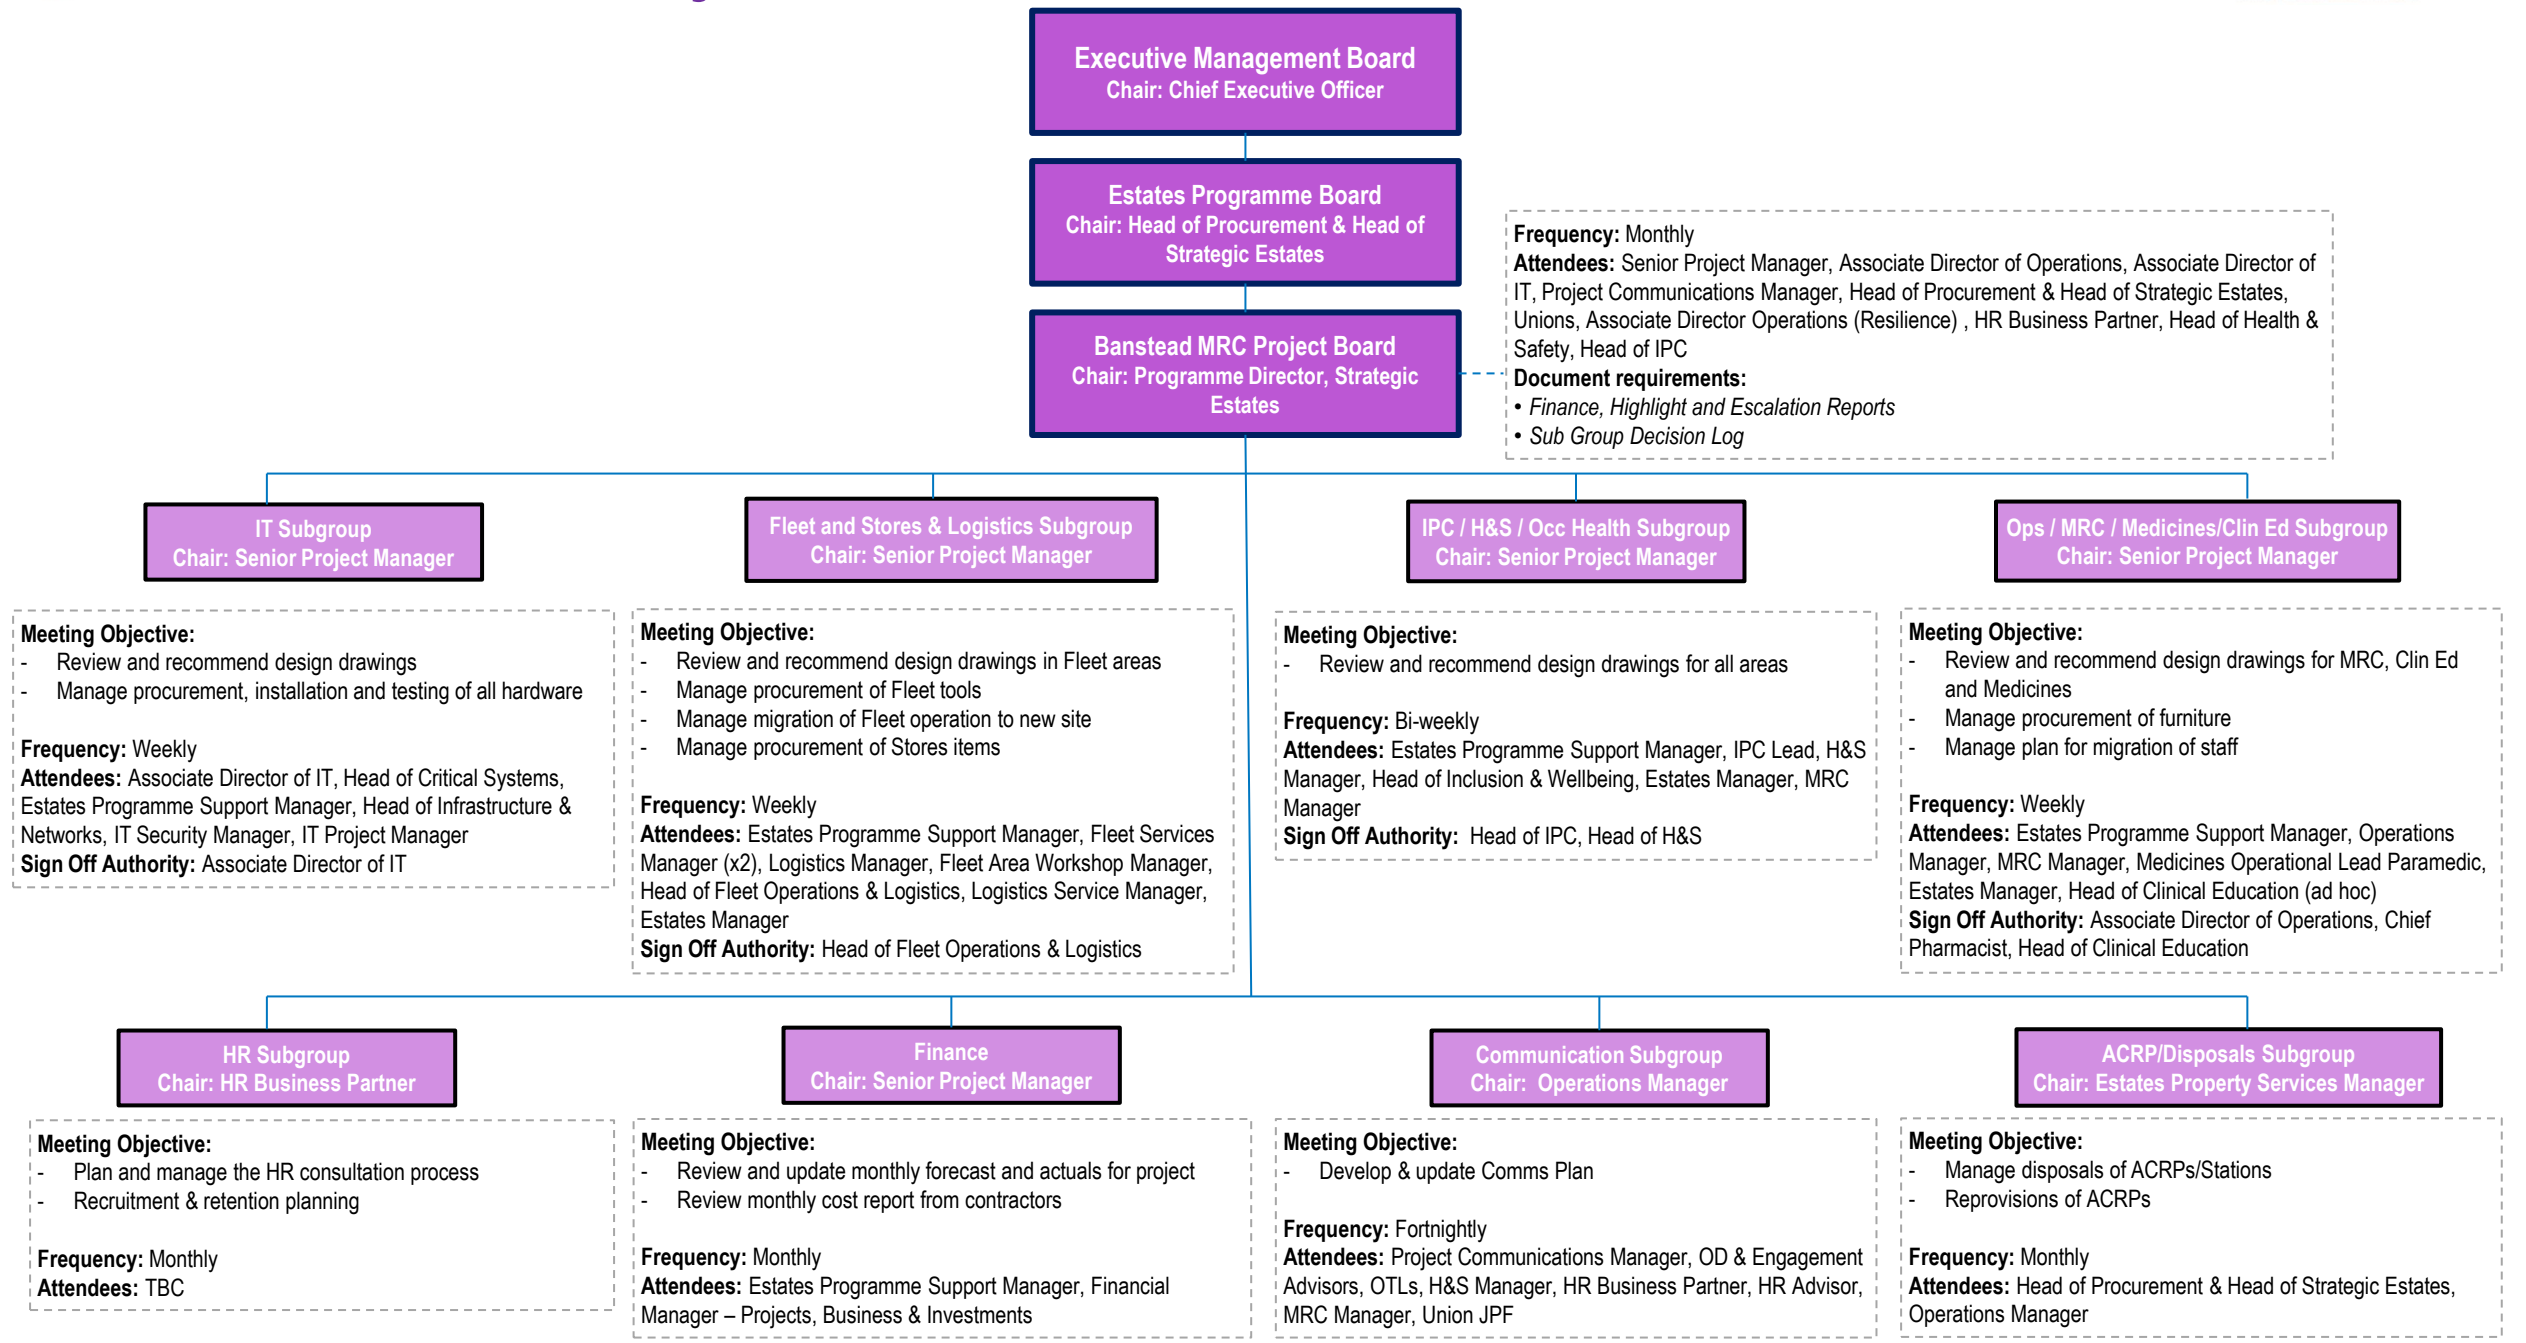 Executive Management Board
Chair: Chief Executive Officer
Estates Programme Board
Chair: Head of Procurement & Head of
Strategic Estates
Banstead MRC Project Board
Chair: Programme Director, Strategic
Estates
Frequency: Monthly
Attendees: Senior Project Manager, Associate Director of Operations, Associate Director of
IT, Project Communications Manager, Head of Procurement & Head of Strategic Estates,
Unions, Associate Director Operations (Resilience) , HR Business Partner, Head of Health &
Safety, Head of IPC
Document requirements:
• Finance, Highlight and Escalation Reports
• Sub Group Decision Log
IT Subgroup
Chair: Senior Project Manager
Meeting Objective:
- Review and recommend design drawings
- Manage procurement, installation and testing of all hardware
Frequency: Weekly
Attendees: Associate Director of IT, Head of Critical Systems,
Estates Programme Support Manager, Head of Infrastructure &
Networks, IT Security Manager, IT Project Manager
Sign Off Authority: Associate Director of IT
Fleet and Stores & Logistics Subgroup
Chair: Senior Project Manager
Meeting Objective:
- Review and recommend design drawings in Fleet areas
- Manage procurement of Fleet tools
- Manage migration of Fleet operation to new site
- Manage procurement of Stores items
Frequency: Weekly
Attendees: Estates Programme Support Manager, Fleet Services
Manager (x2), Logistics Manager, Fleet Area Workshop Manager,
Head of Fleet Operations & Logistics, Logistics Service Manager,
Estates Manager
Sign Off Authority: Head of Fleet Operations & Logistics
IPC / H&S / Occ Health Subgroup
Chair: Senior Project Manager
Meeting Objective:
- Review and recommend design drawings for all areas
Frequency: Bi-weekly
Attendees: Estates Programme Support Manager, IPC Lead, H&S
Manager, Head of Inclusion & Wellbeing, Estates Manager, MRC
Manager
Sign Off Authority: Head of IPC, Head of H&S
Ops / MRC / Medicines/Clin Ed Subgroup
Chair: Senior Project Manager
Meeting Objective:
- Review and recommend design drawings for MRC, Clin Ed
and Medicines
- Manage procurement of furniture
- Manage plan for migration of staff
Frequency: Weekly
Attendees: Estates Programme Support Manager, Operations
Manager, MRC Manager, Medicines Operational Lead Paramedic,
Estates Manager, Head of Clinical Education (ad hoc)
Sign Off Authority: Associate Director of Operations, Chief
Pharmacist, Head of Clinical Education
HR Subgroup
Chair: HR Business Partner
Meeting Objective:
- Plan and manage the HR consultation process
- Recruitment & retention planning
Frequency: Monthly
Attendees: TBC
Finance
Chair: Senior Project Manager
Meeting Objective:
- Review and update monthly forecast and actuals for project
- Review monthly cost report from contractors
Frequency: Monthly
Attendees: Estates Programme Support Manager, Financial
Manager – Projects, Business & Investments
Communication Subgroup
Chair: Operations Manager
Meeting Objective:
- Develop & update Comms Plan
Frequency: Fortnightly
Attendees: Project Communications Manager, OD & Engagement
Advisors, OTLs, H&S Manager, HR Business Partner, HR Advisor,
MRC Manager, Union JPF
ACRP/Disposals Subgroup
Chair: Estates Property Services Manager
Meeting Objective:
- Manage disposals of ACRPs/Stations
- Reprovisions of ACRPs
Frequency: Monthly
Attendees: Head of Procurement & Head of Strategic Estates,
Operations Manager